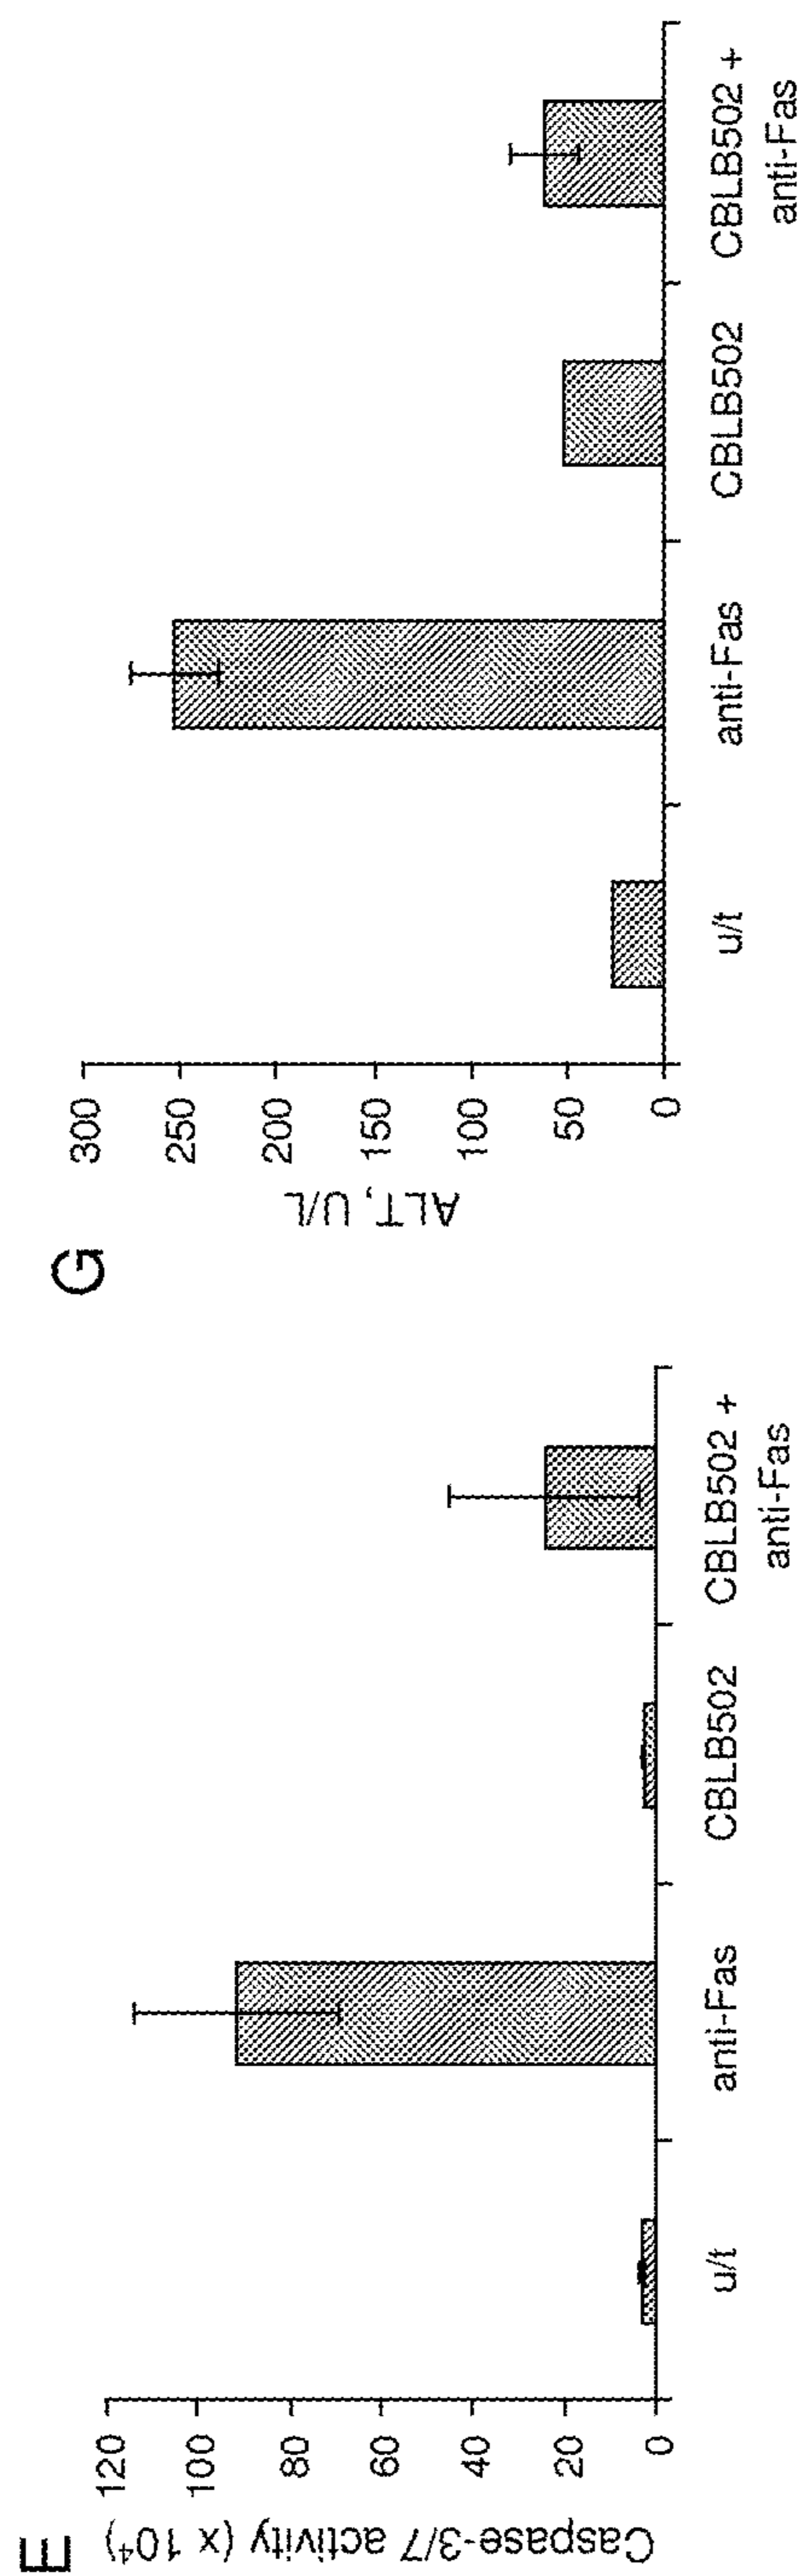 E
Caspase-3/7 activity (x 10⁴)
120
100
80
60
40
20
0
u/t
anti-Fas
CBLB502
CBLB502 +
anti-Fas
G
ALT, U/L
300
250
200
150
100
50
0
u/t
anti-Fas
CBLB502
CBLB502 +
anti-Fas